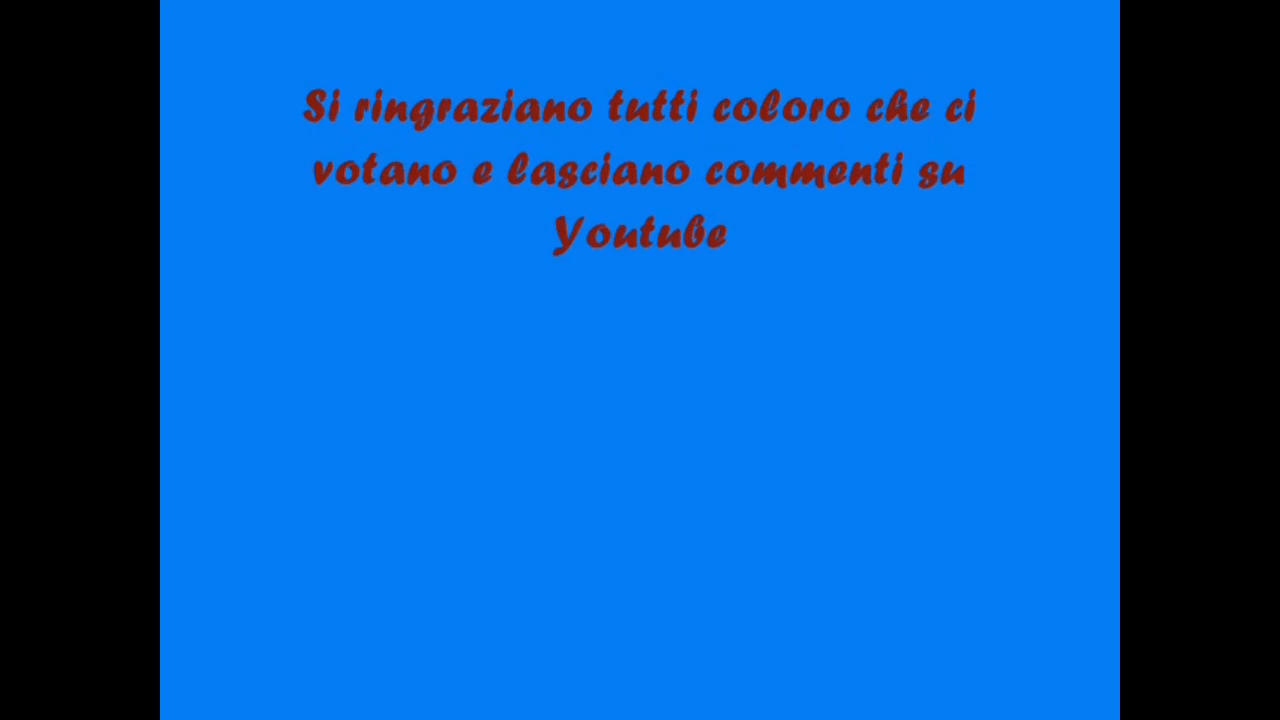 Si ringraziano tutti coloro che ci
votano e lasciano commenti su
Youtube